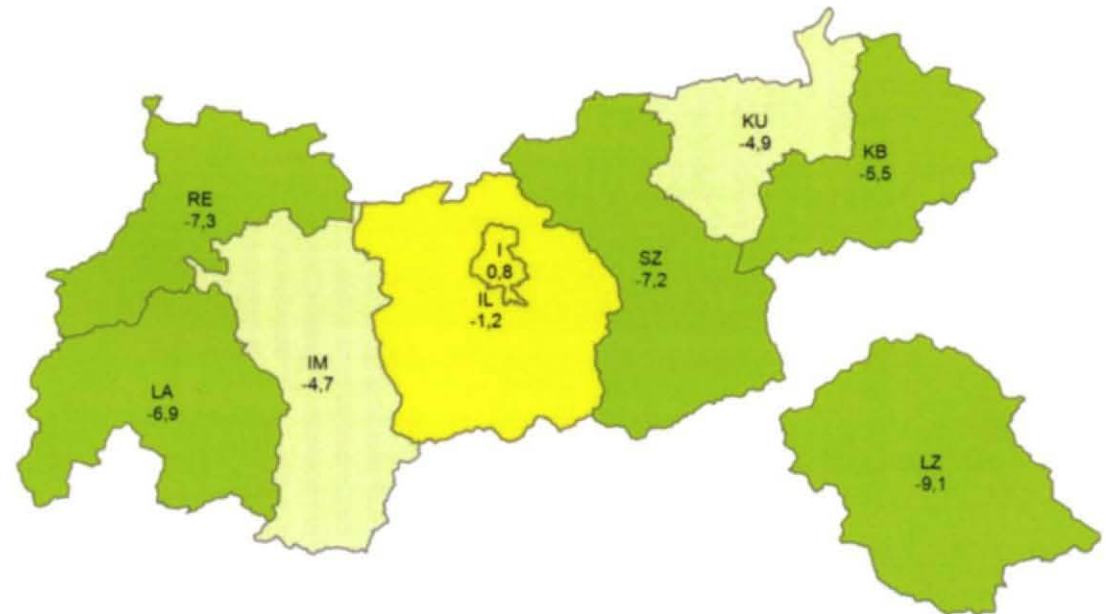 KU
-4,9
KB
-5,5
RE
-7,3
I
0,8
IL
-1,2
SZ
-7,2
IM
-4,7
LA
-6,9
LZ
-9,1